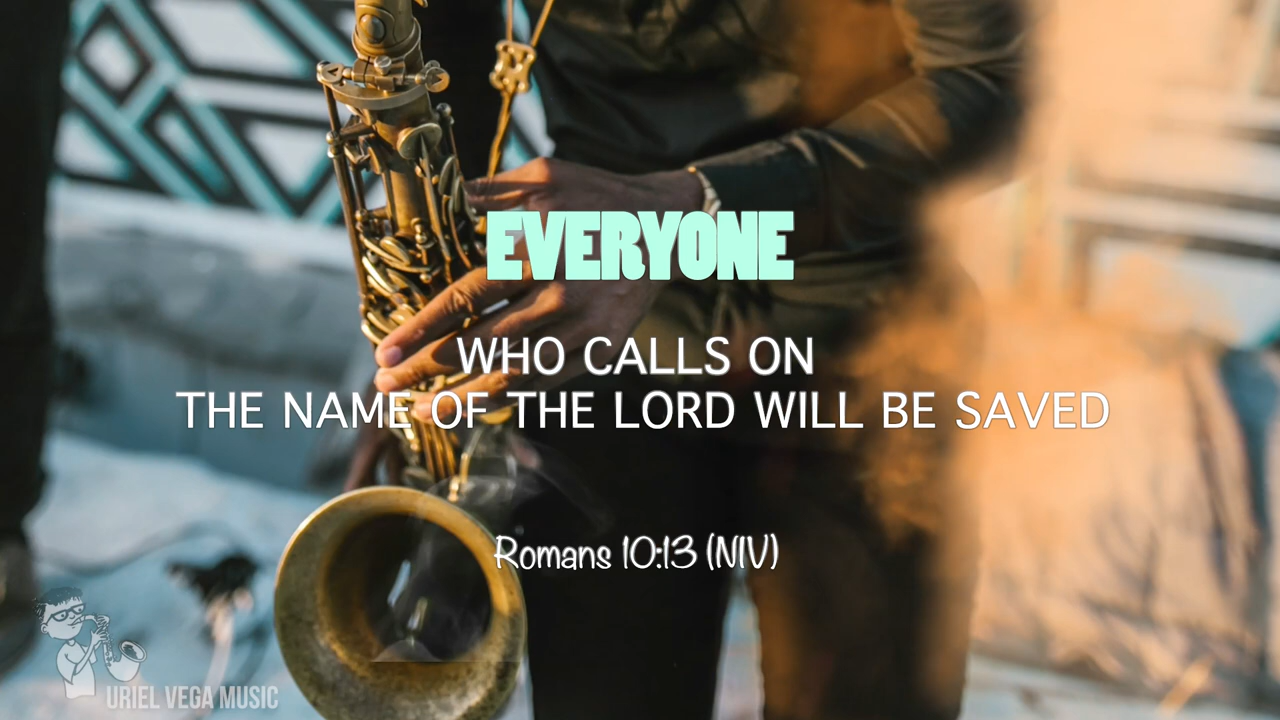 EVERYONE
WHO CALLS ON
THE NAME OF THE LORD WILL BE SAVED
Romans 10:13 (NIV)
URIEL VEGA MUSIC